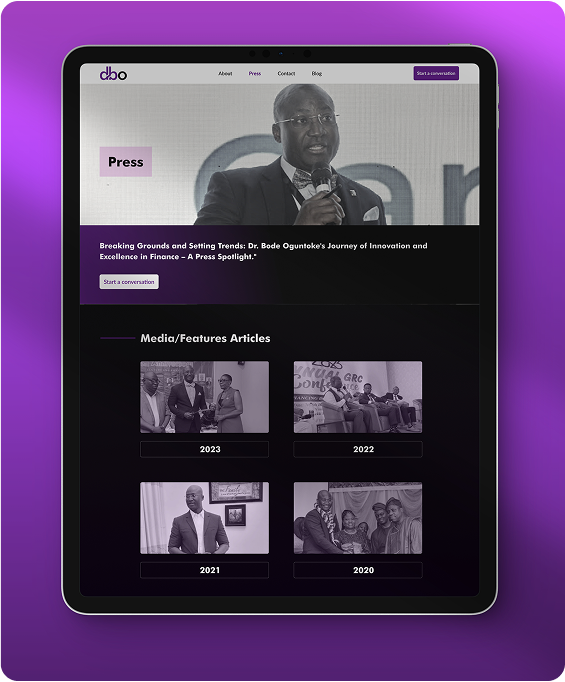 dbo
About Press Contact Blog Start a conversation
Press
Breaking Grounds and Setting Trends: Dr. Bode Oguntoke's Journey of Innovation and
Excellence in Finance – A Press Spotlight."
Start a conversation
Media/Features Articles
GRC
2023 2022
2021 2020